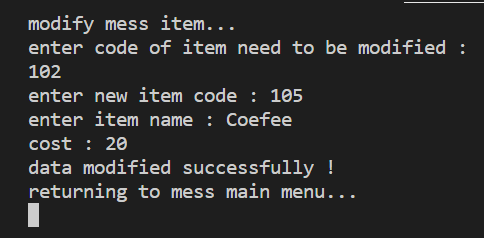 modify mess item...
enter code of item need to be modified :
102
enter new item code : 105
enter item name : Coefee
cost : 20
data modified successfully !
returning to mess main menu...